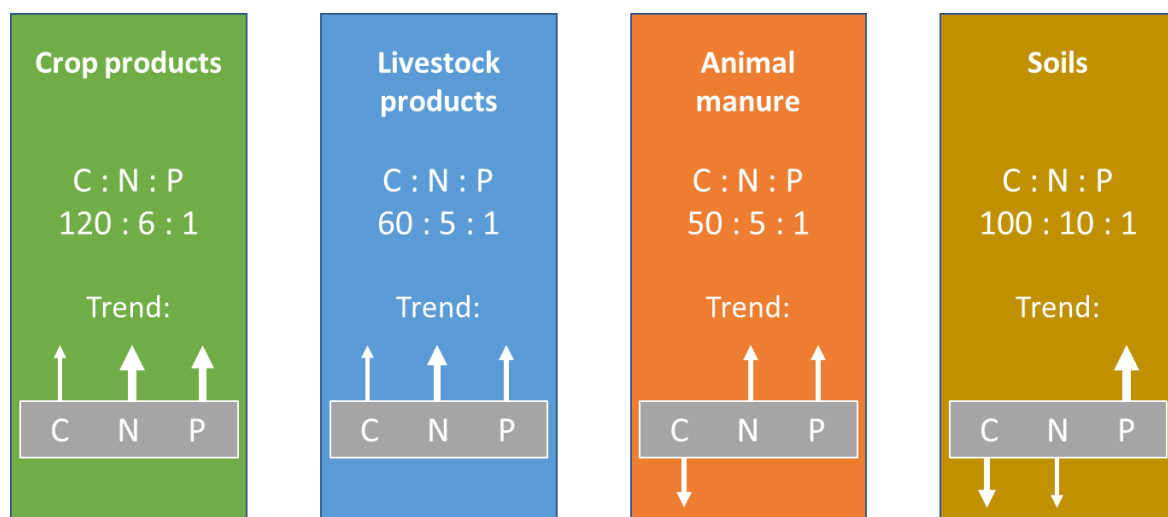 Crop products
C : N : P
120 : 6 : 1
Trend:
C N P
Livestock
products
C : N : P
60 : 5 : 1
Trend:
C N P
Animal
manure
C : N : P
50 : 5 : 1
Trend:
C N P
Soils
C : N : P
100 : 10 : 1
Trend:
C N P